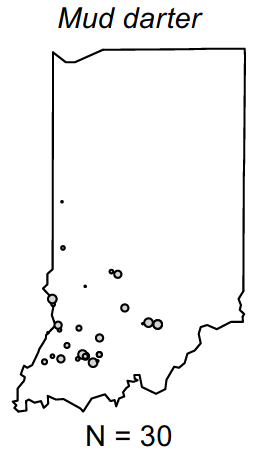 Mud darter
N = 30